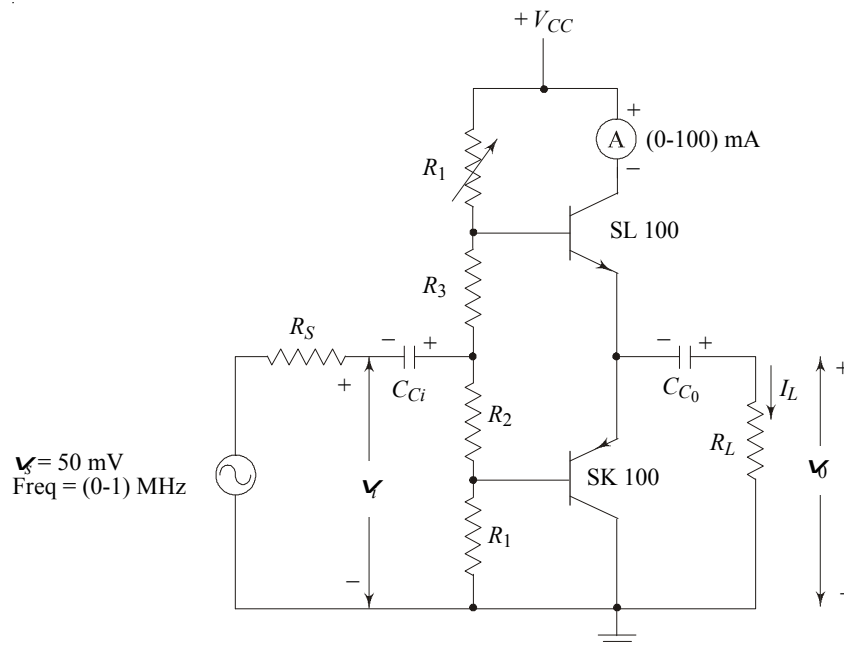 + V_CC
+
A (0-100) mA
−
R_1
SL 100
R_3
R_S
− +
− +
+
C_Ci
C_C_0
I_L
+
R_2
R_L
v_s = 50 mV
Freq = (0-1) MHz
v_i
SK 100
v_0
R_1
−
−